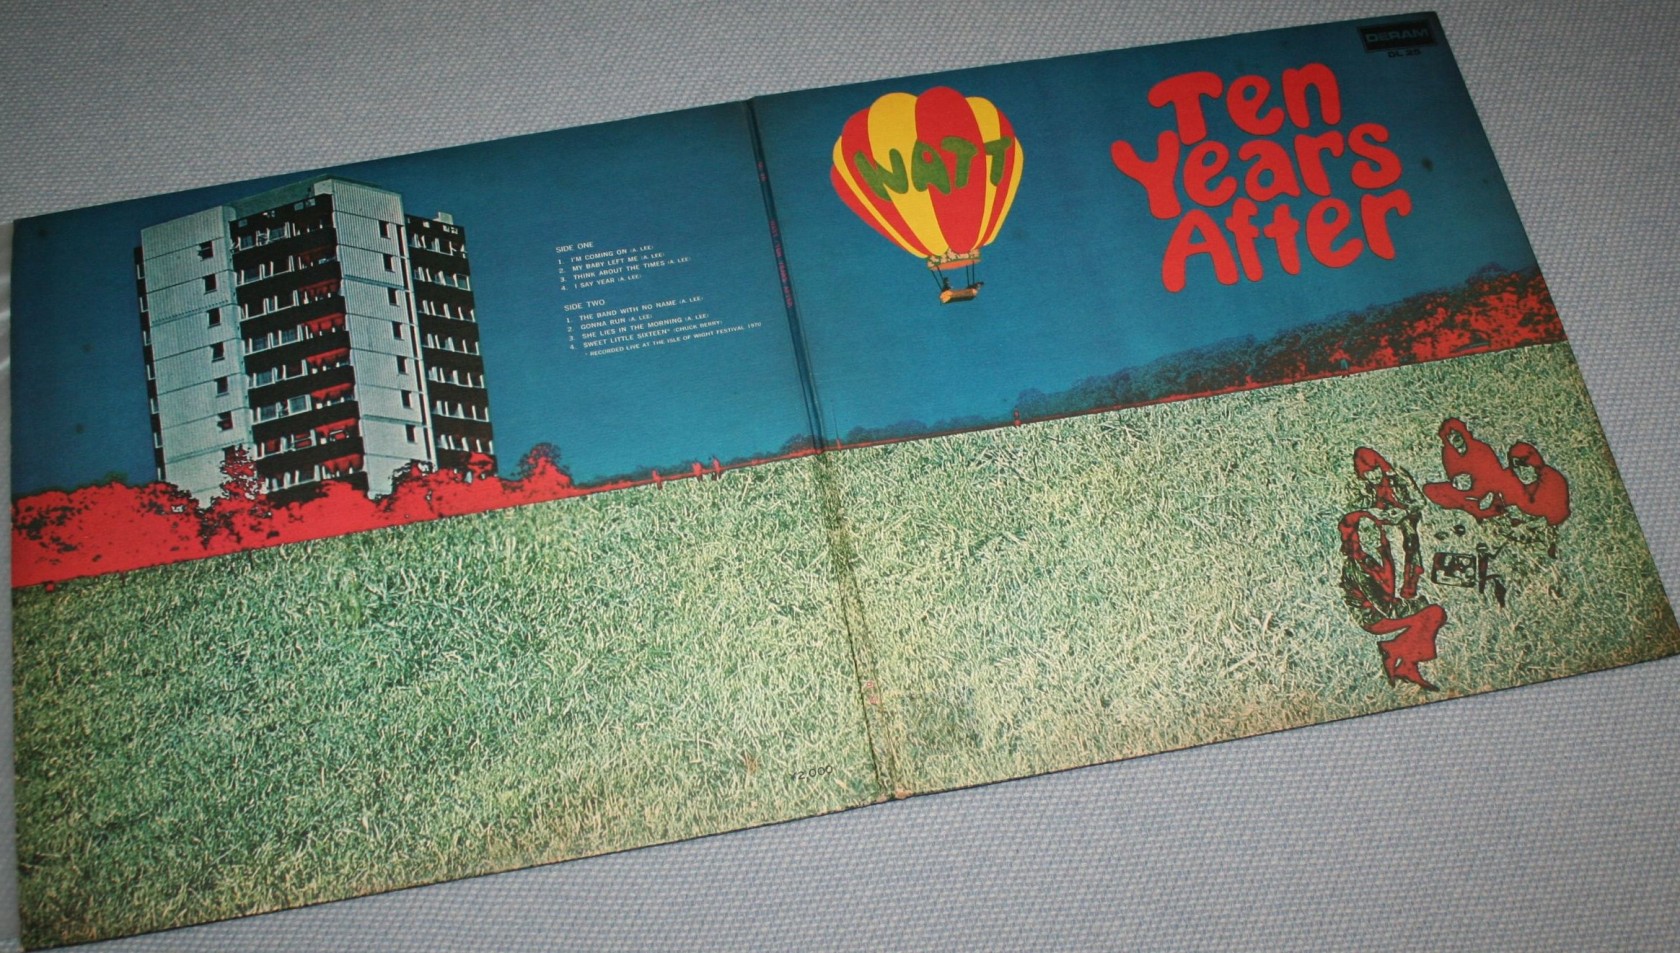 SIDE ONE
1. I'M COMING ON (A. LEE)
2. MY BABY LEFT ME (A. LEE)
3. THINK ABOUT THE TIMES (A. LEE)
4. I SAY YEAR (A. LEE)
SIDE TWO
1. THE BAND WITH NO NAME (A. LEE)
2. GONNA RUN (A. LEE)
3. SHE LIES IN THE MORNING (A. LEE)
4. SWEET LITTLE SIXTEEN* (CHUCK BERRY)
* RECORDED LIVE AT THE ISLE OF WIGHT FESTIVAL 1970
¥2,000
WATT
Ten
Years
After
DERAM
DL 25